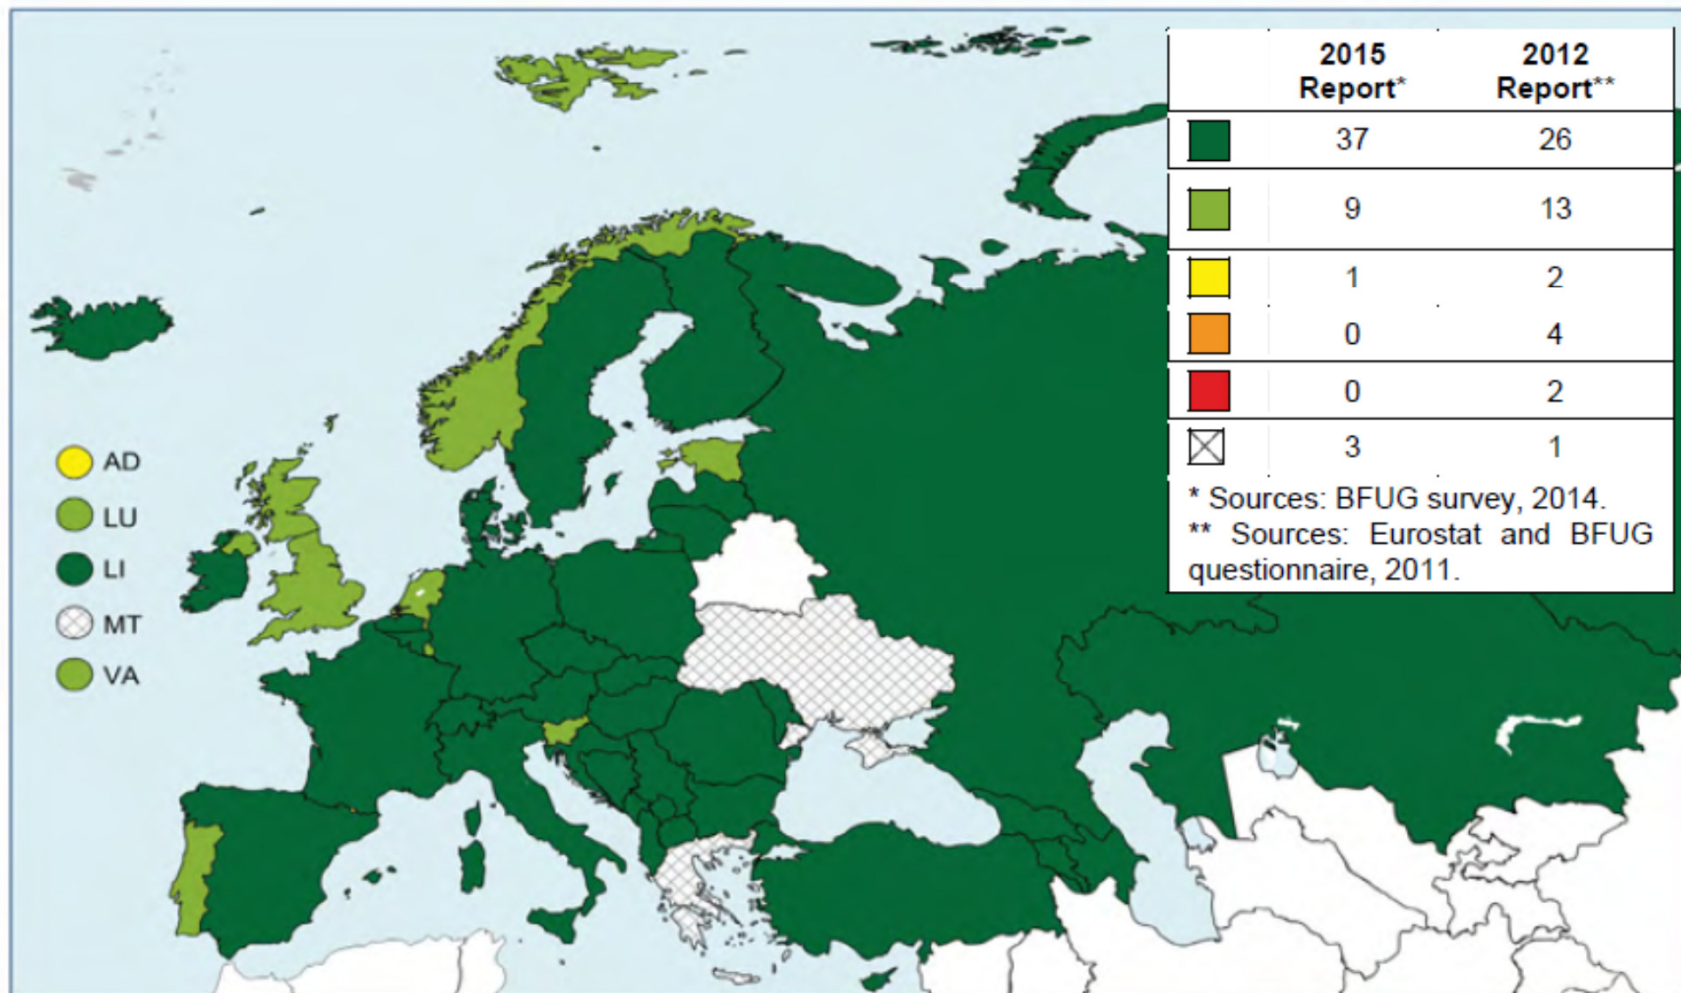 2015 Report* 2012 Report**
37 26
9 13
1 2
0 4
0 2
3 1
* Sources: BFUG survey, 2014.
** Sources: Eurostat and BFUG
questionnaire, 2011.
AD
LU
LI
MT
VA